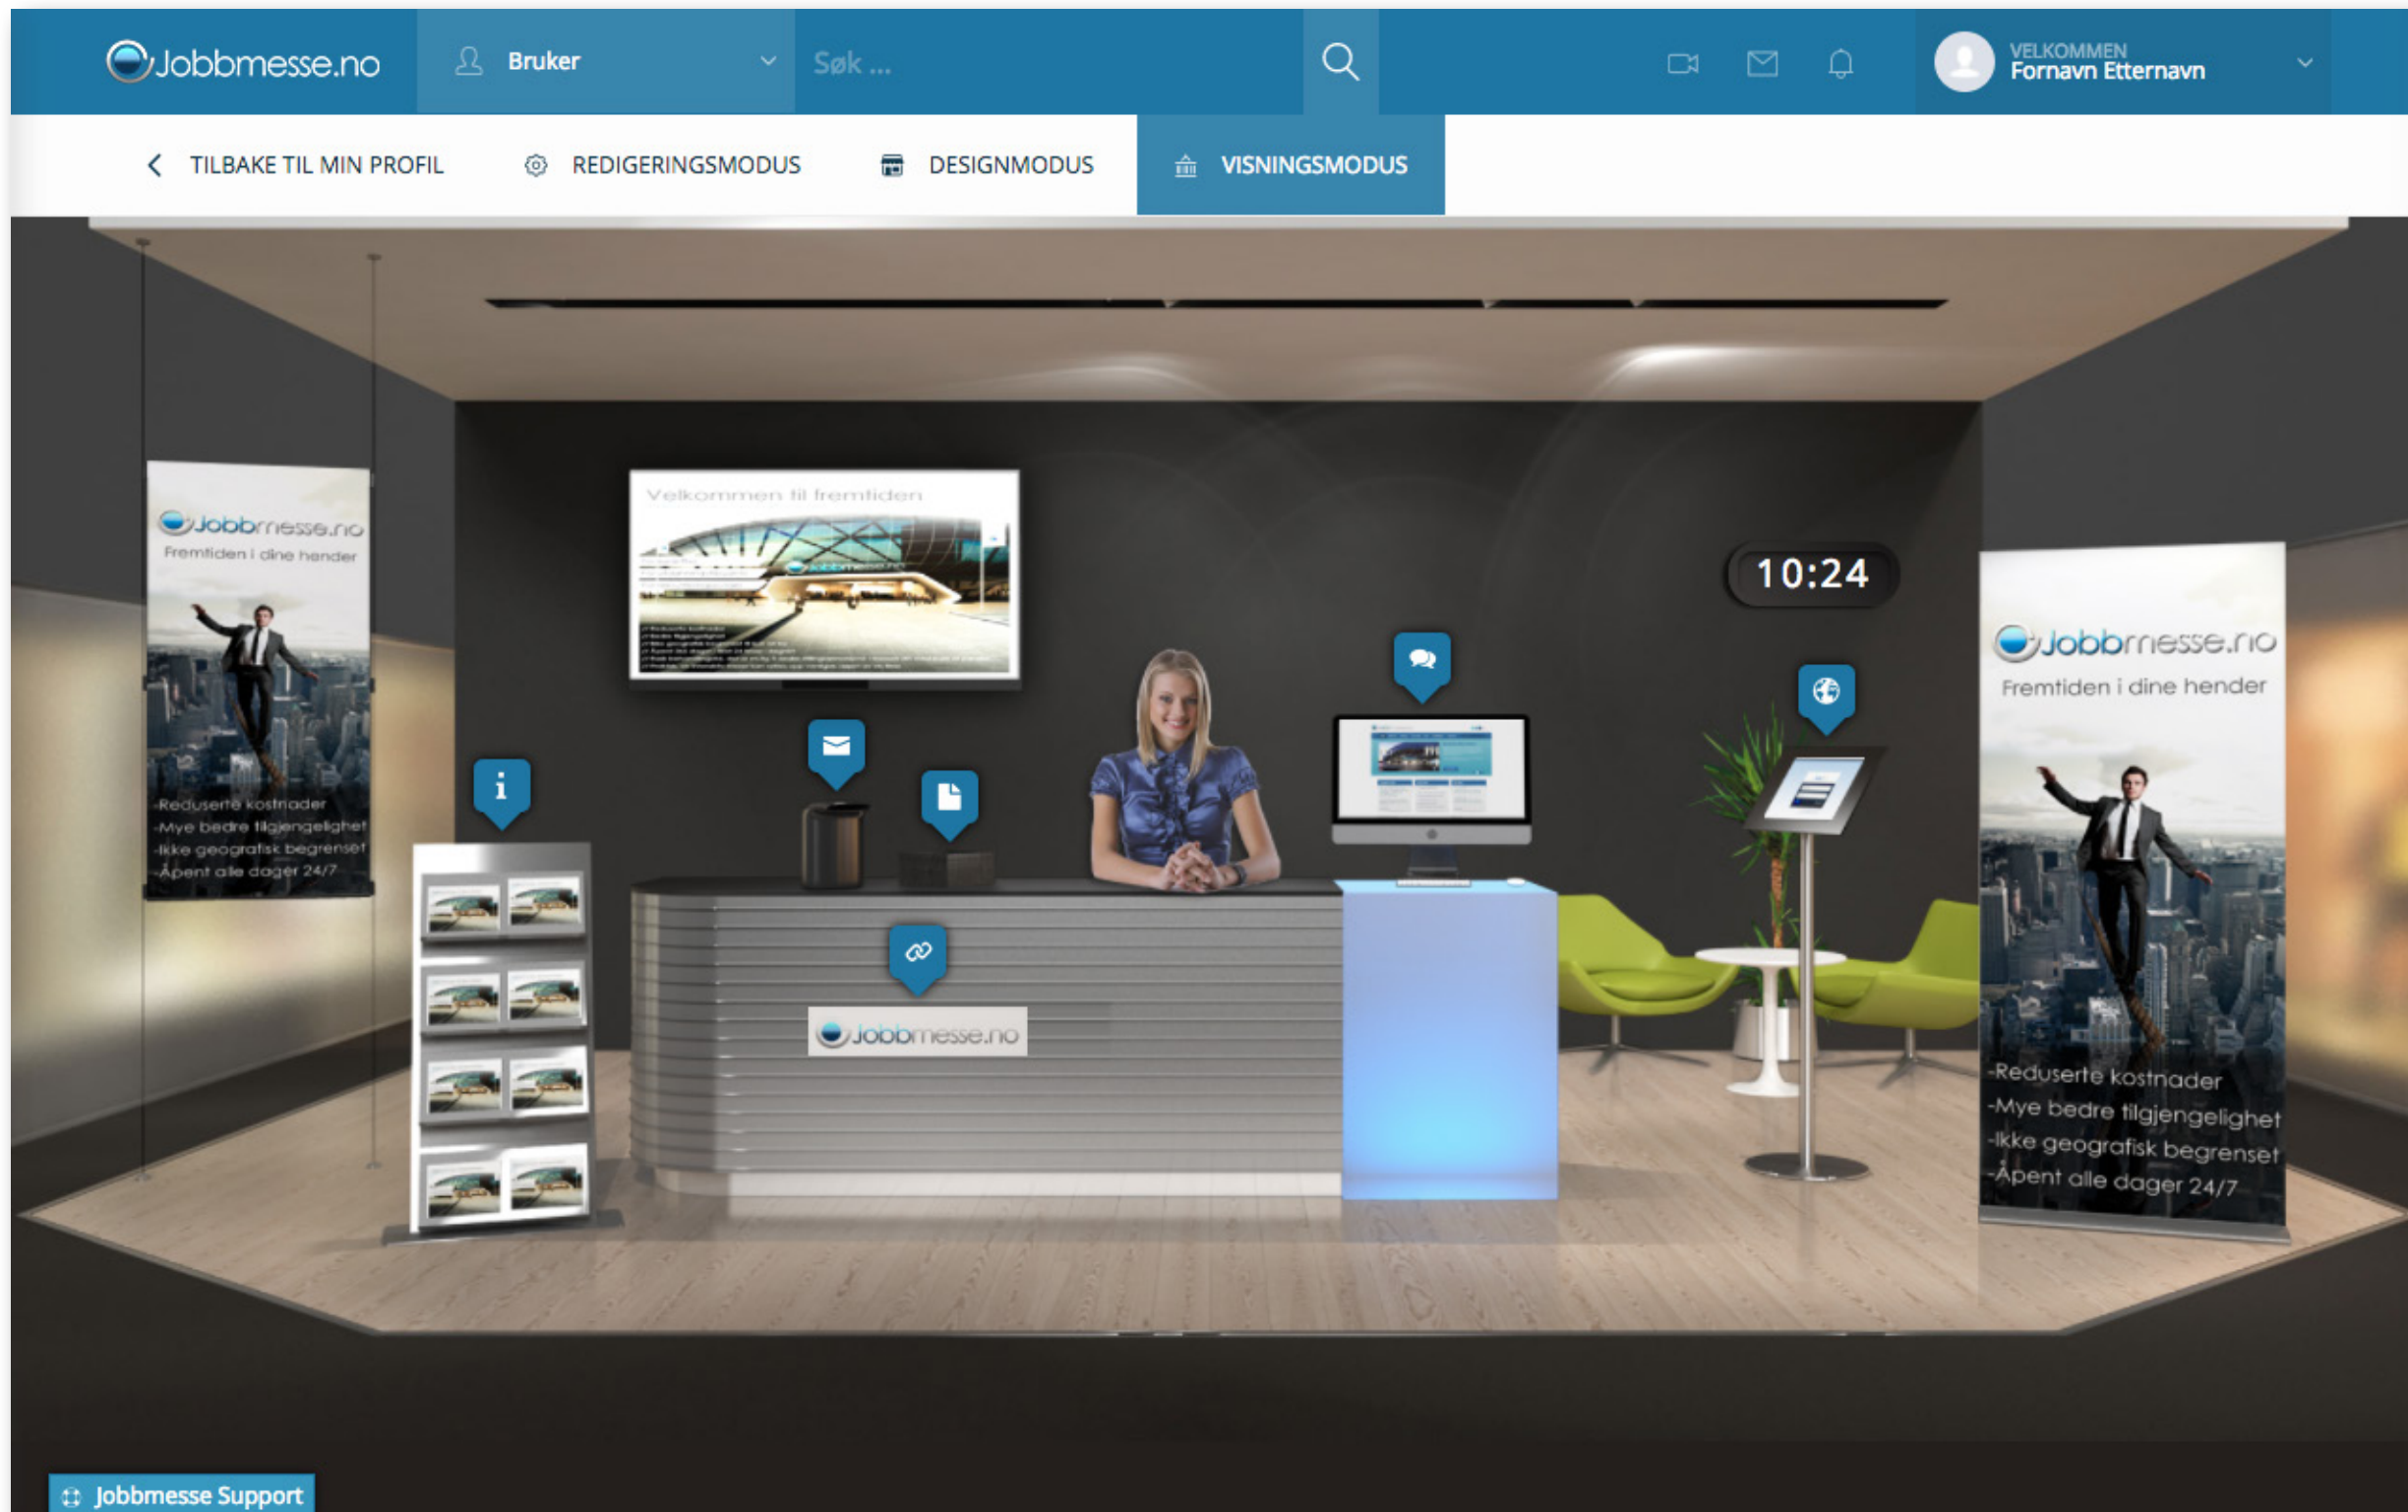 Jobbmesse.no
Bruker
Søk ...
VELKOMMEN
Fornavn Etternavn
TILBAKE TIL MIN PROFIL
REDIGERINGSMODUS
DESIGNMODUS
VISNINGSMODUS
Jobbmesse.no
Fremtiden i dine hender
-Reduserte kostnader
-Mye bedre tilgjengelighet
-Ikke geografisk begrenset
-Åpent alle dager 24/7
Velkommen til fremtiden
Jobbmesse.no
10:24
Jobbmesse.no
Jobbmesse.no
Fremtiden i dine hender
-Reduserte kostnader
-Mye bedre tilgjengelighet
-Ikke geografisk begrenset
-Åpent alle dager 24/7
Jobbmesse Support